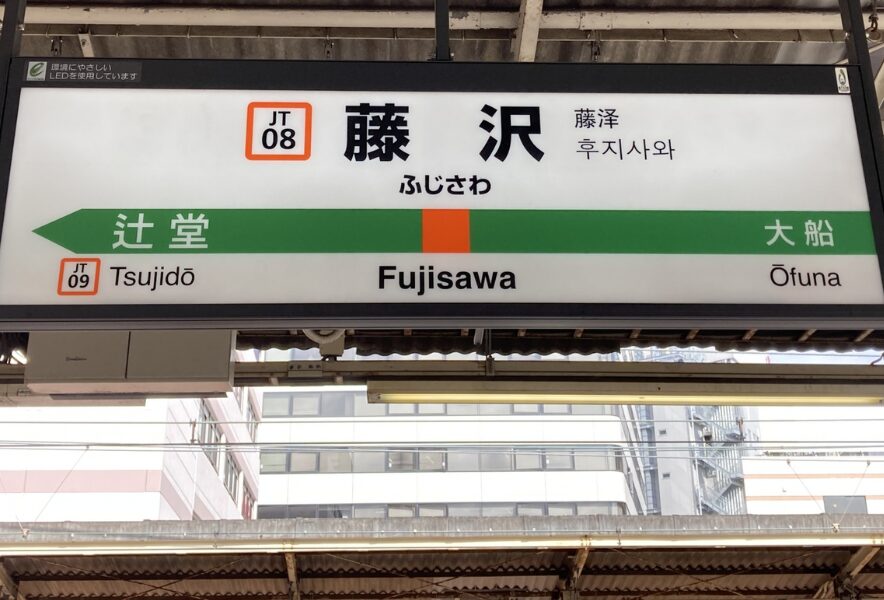 環境にやさしい
LEDを使用しています
JT
08
藤沢
藤泽
후지사와
ふじさわ
辻堂
大船
JT
09
Tsujidō
Fujisawa
Ōfuna